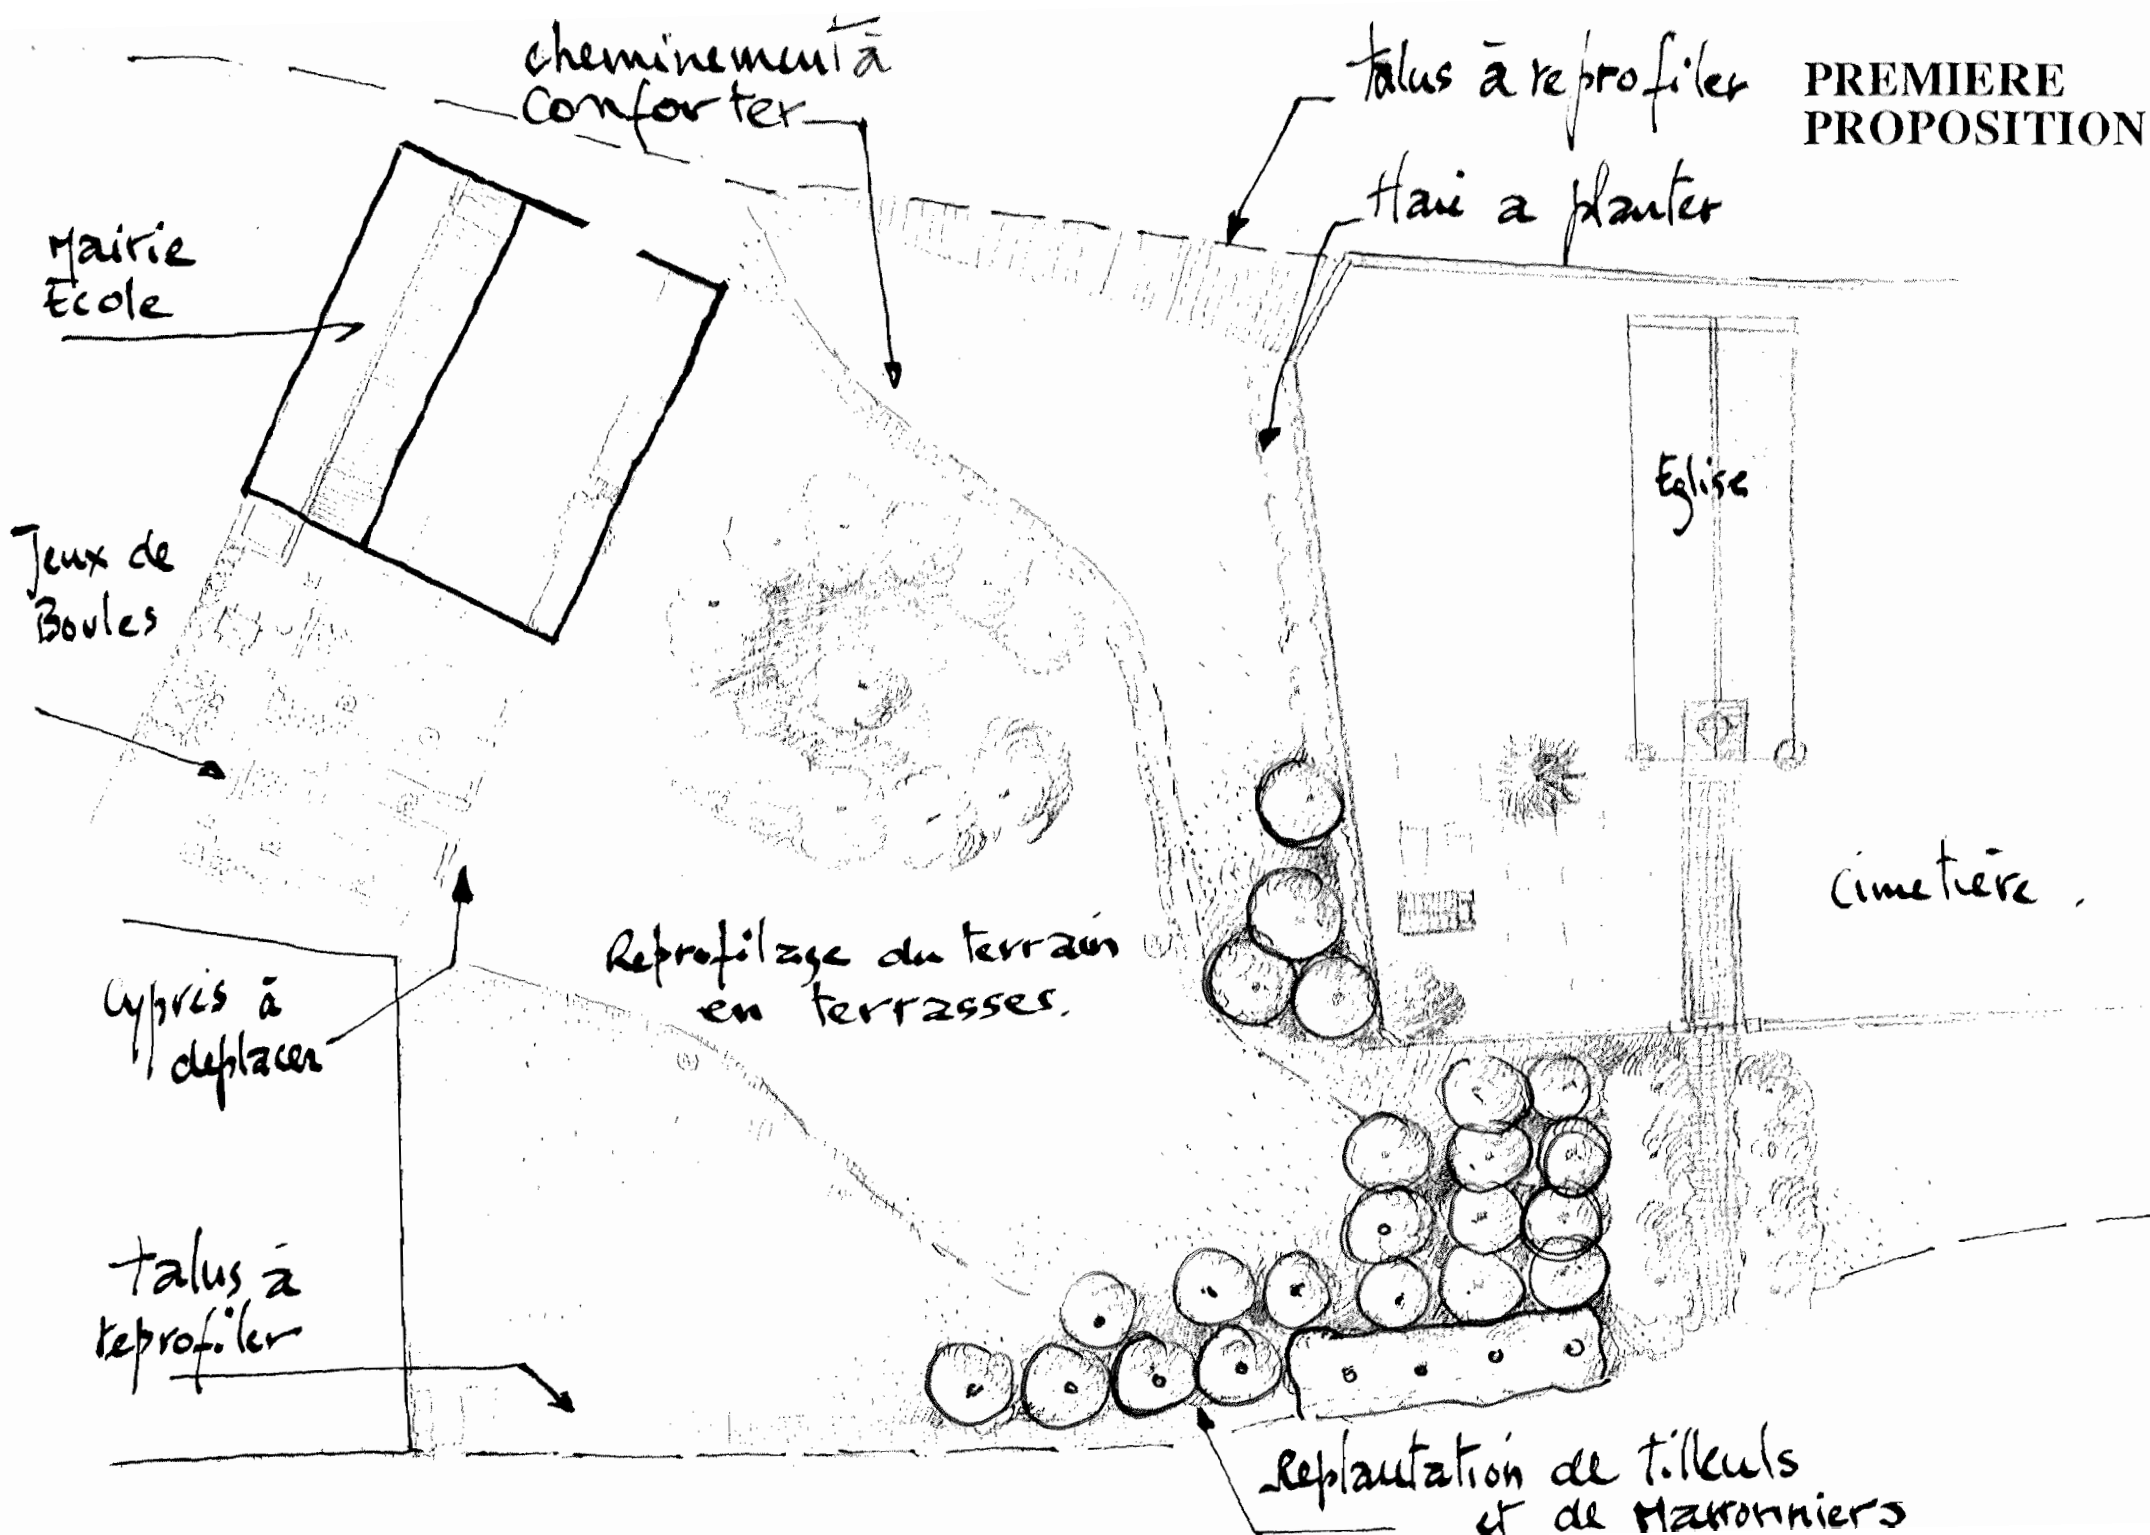 cheminement à
conforter
talus à reprofiler
PREMIERE
PROPOSITION
Haie a planter
Mairie
Ecole
Eglise
Jeux de
Boules
cimetière.
Reprofilage du terrain
en terrasses.
Cyprès à
deplacer
talus à
reprofiler
Replantation de tilleuls
et de Marronniers